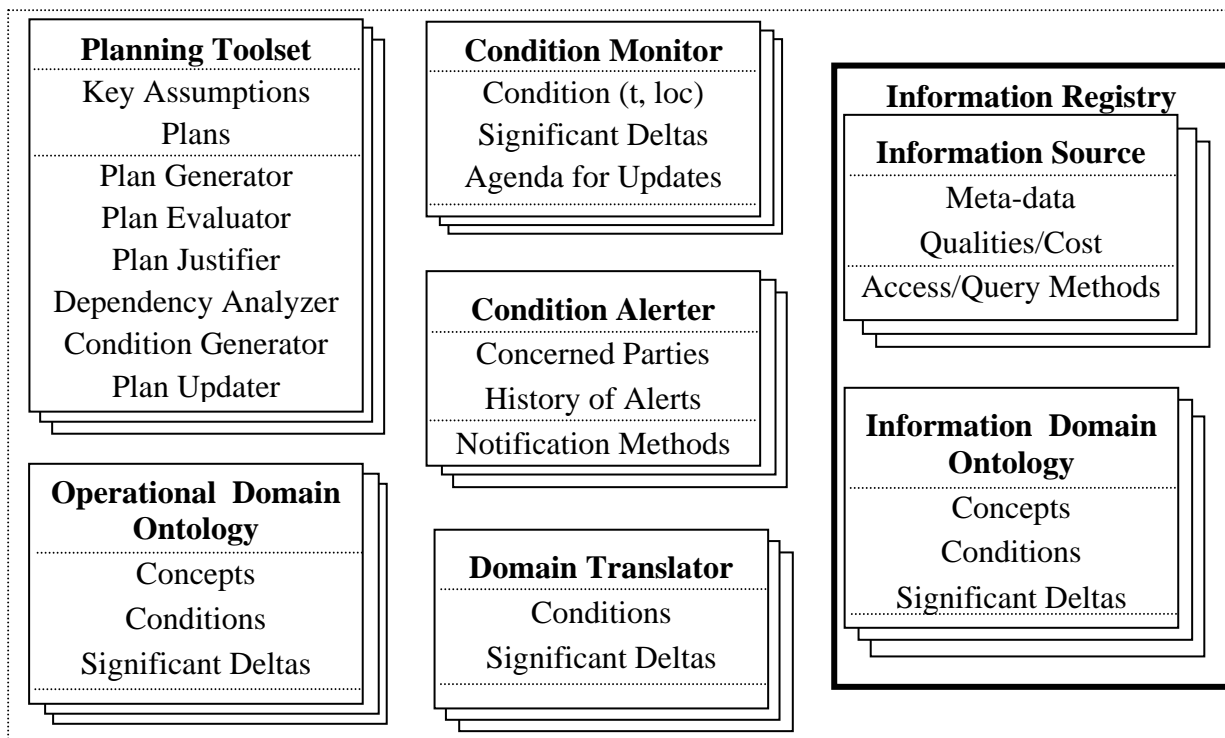 Planning Toolset
Key Assumptions
Plans
Plan Generator
Plan Evaluator
Plan Justifier
Dependency Analyzer
Condition Generator
Plan Updater
Operational Domain
Ontology
Concepts
Conditions
Significant Deltas
Condition Monitor
Condition (t, loc)
Significant Deltas
Agenda for Updates
Condition Alerter
Concerned Parties
History of Alerts
Notification Methods
Domain Translator
Conditions
Significant Deltas
Information Registry
Information Source
Meta-data
Qualities/Cost
Access/Query Methods
Information Domain
Ontology
Concepts
Conditions
Significant Deltas